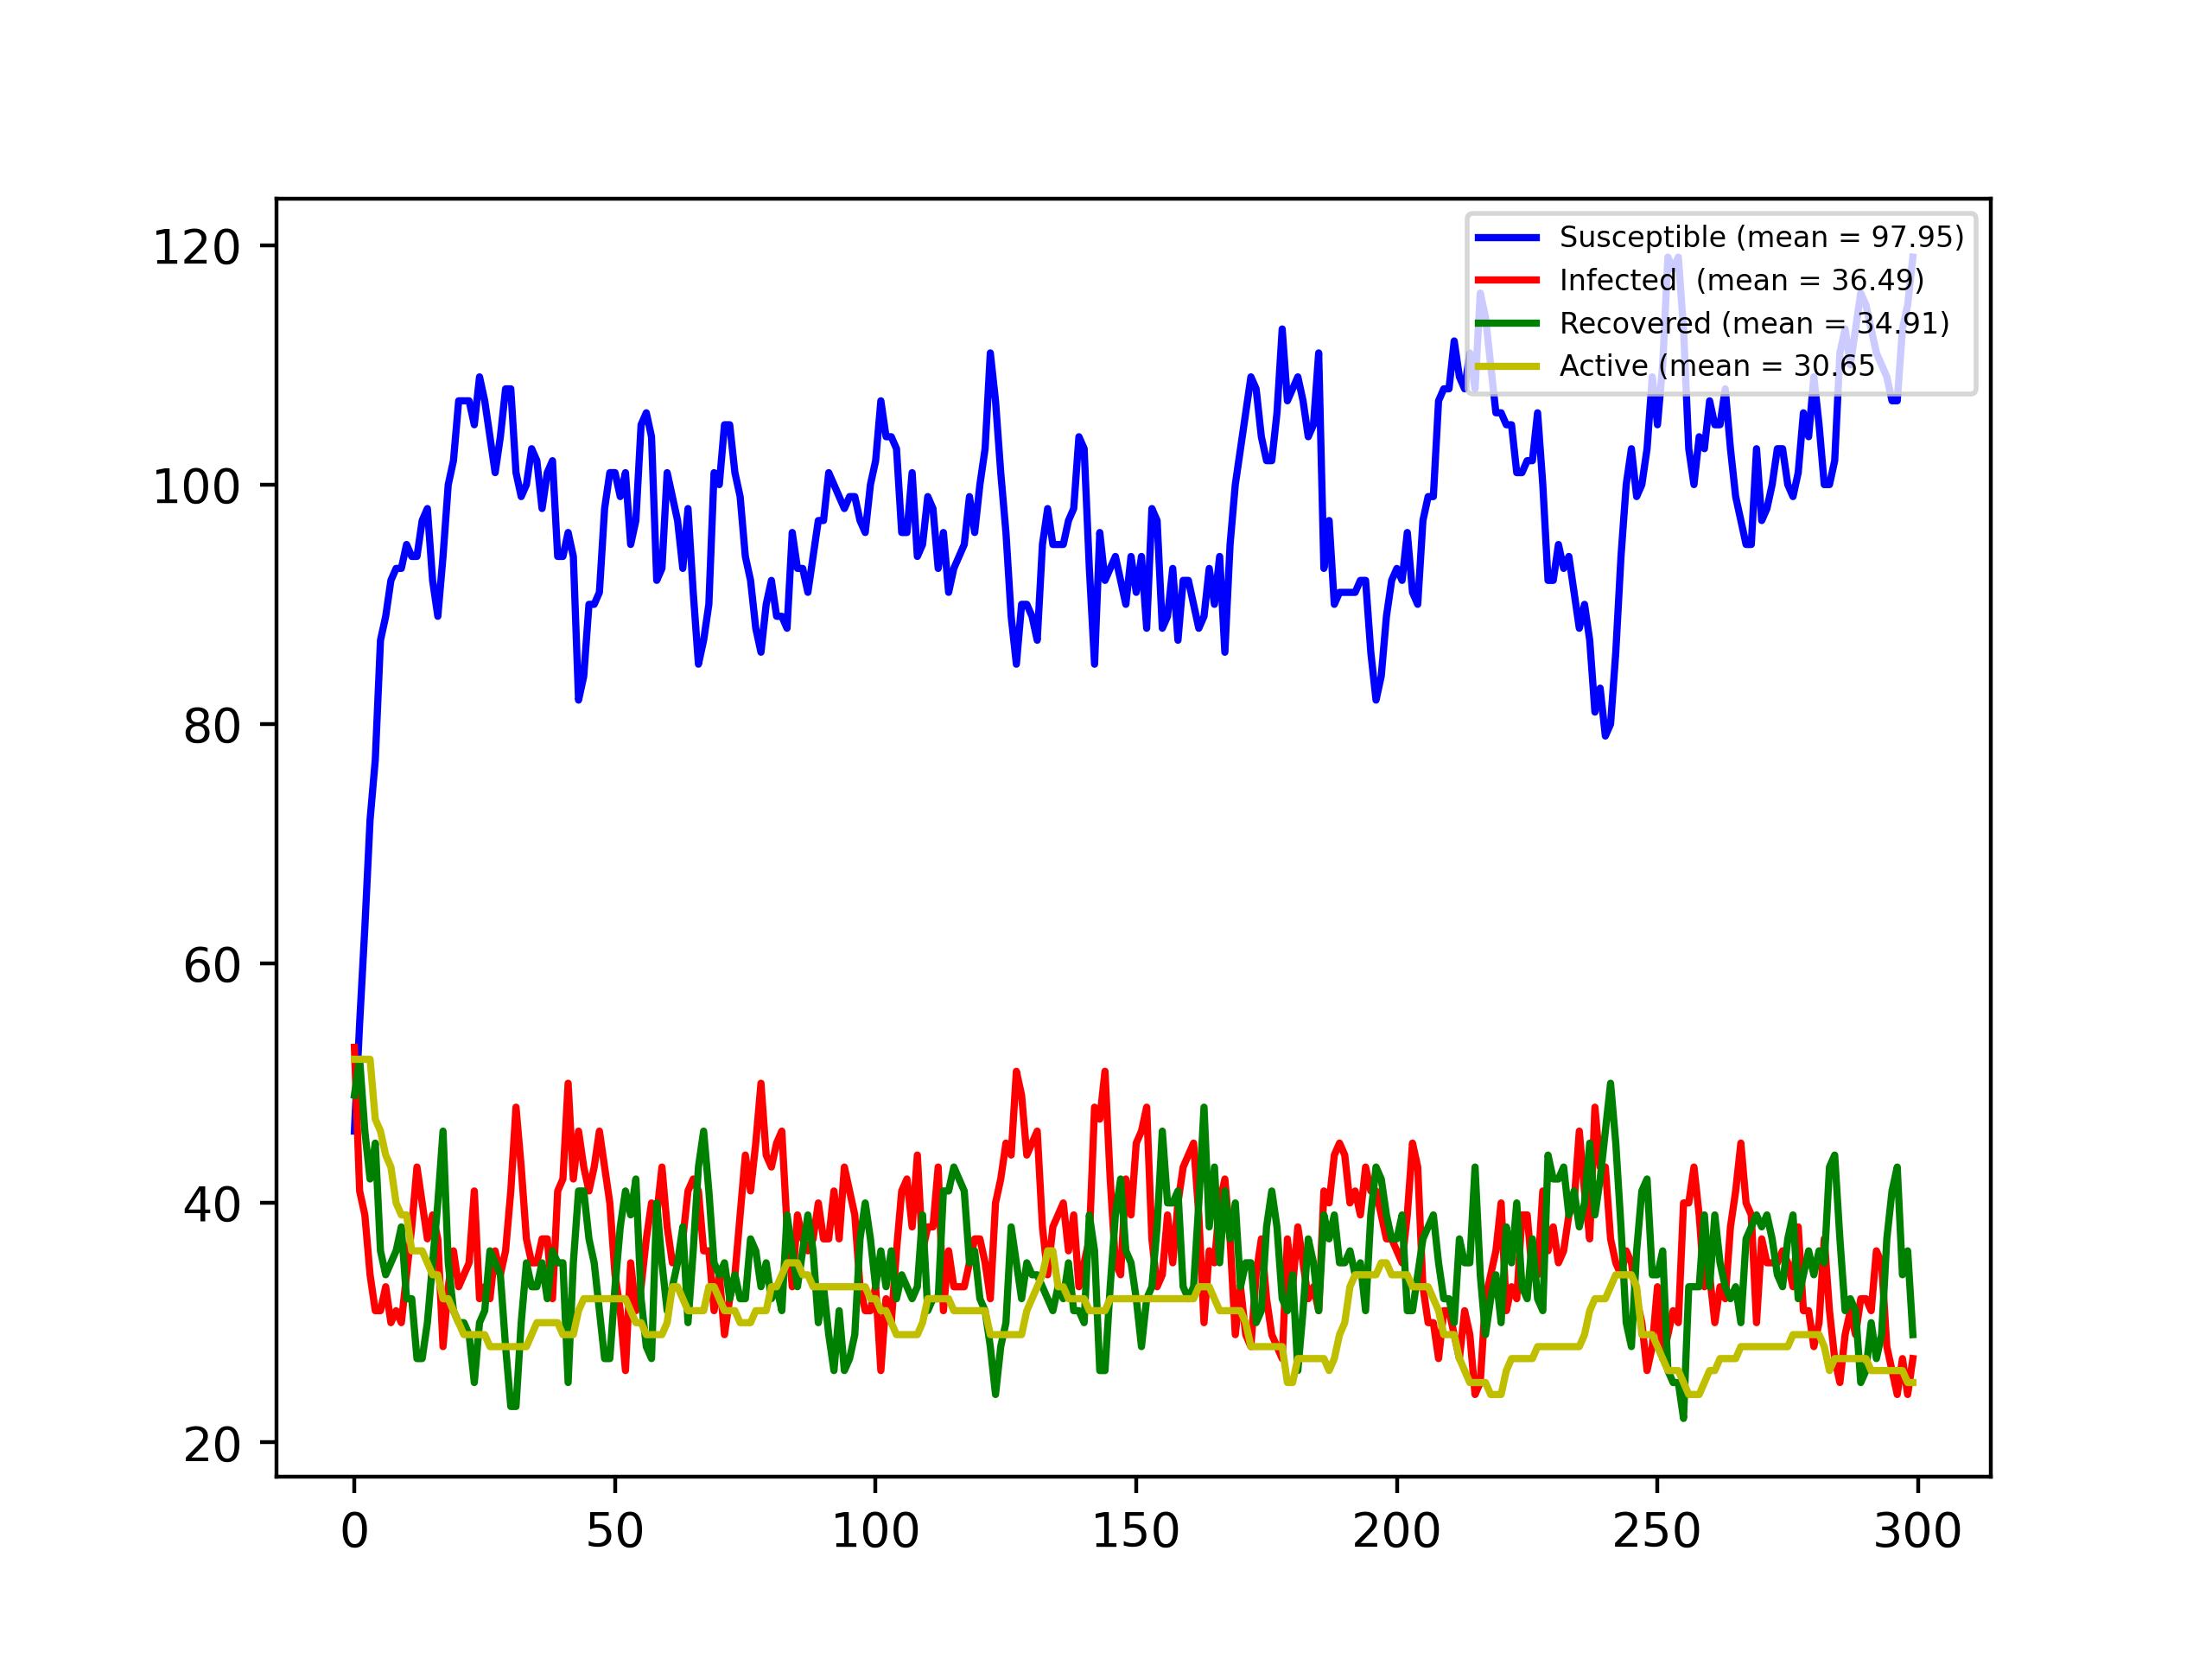 120
100
80
60
40
20
0 50 100 150 200 250 300
Susceptible (mean = 97.95)
Infected  (mean = 36.49)
Recovered (mean = 34.91)
Active (mean = 30.65